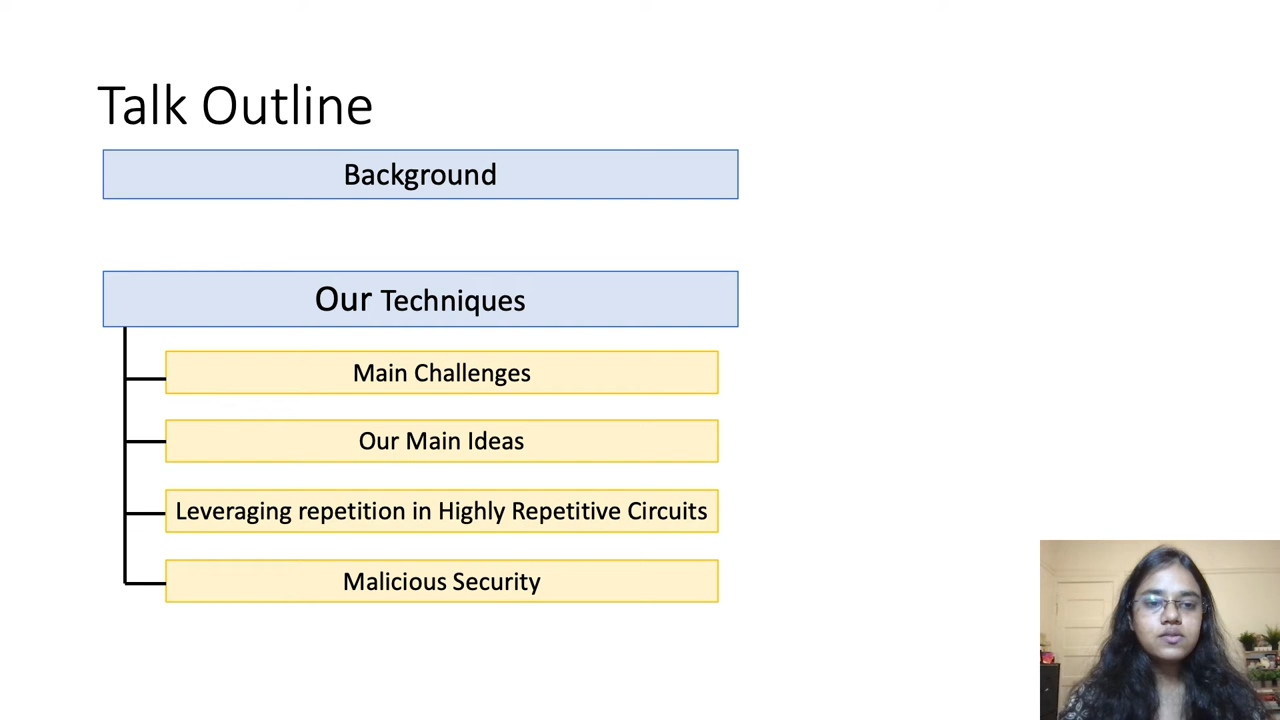 Talk Outline
Background
Our Techniques
Main Challenges
Our Main Ideas
Leveraging repetition in Highly Repetitive Circuits
Malicious Security